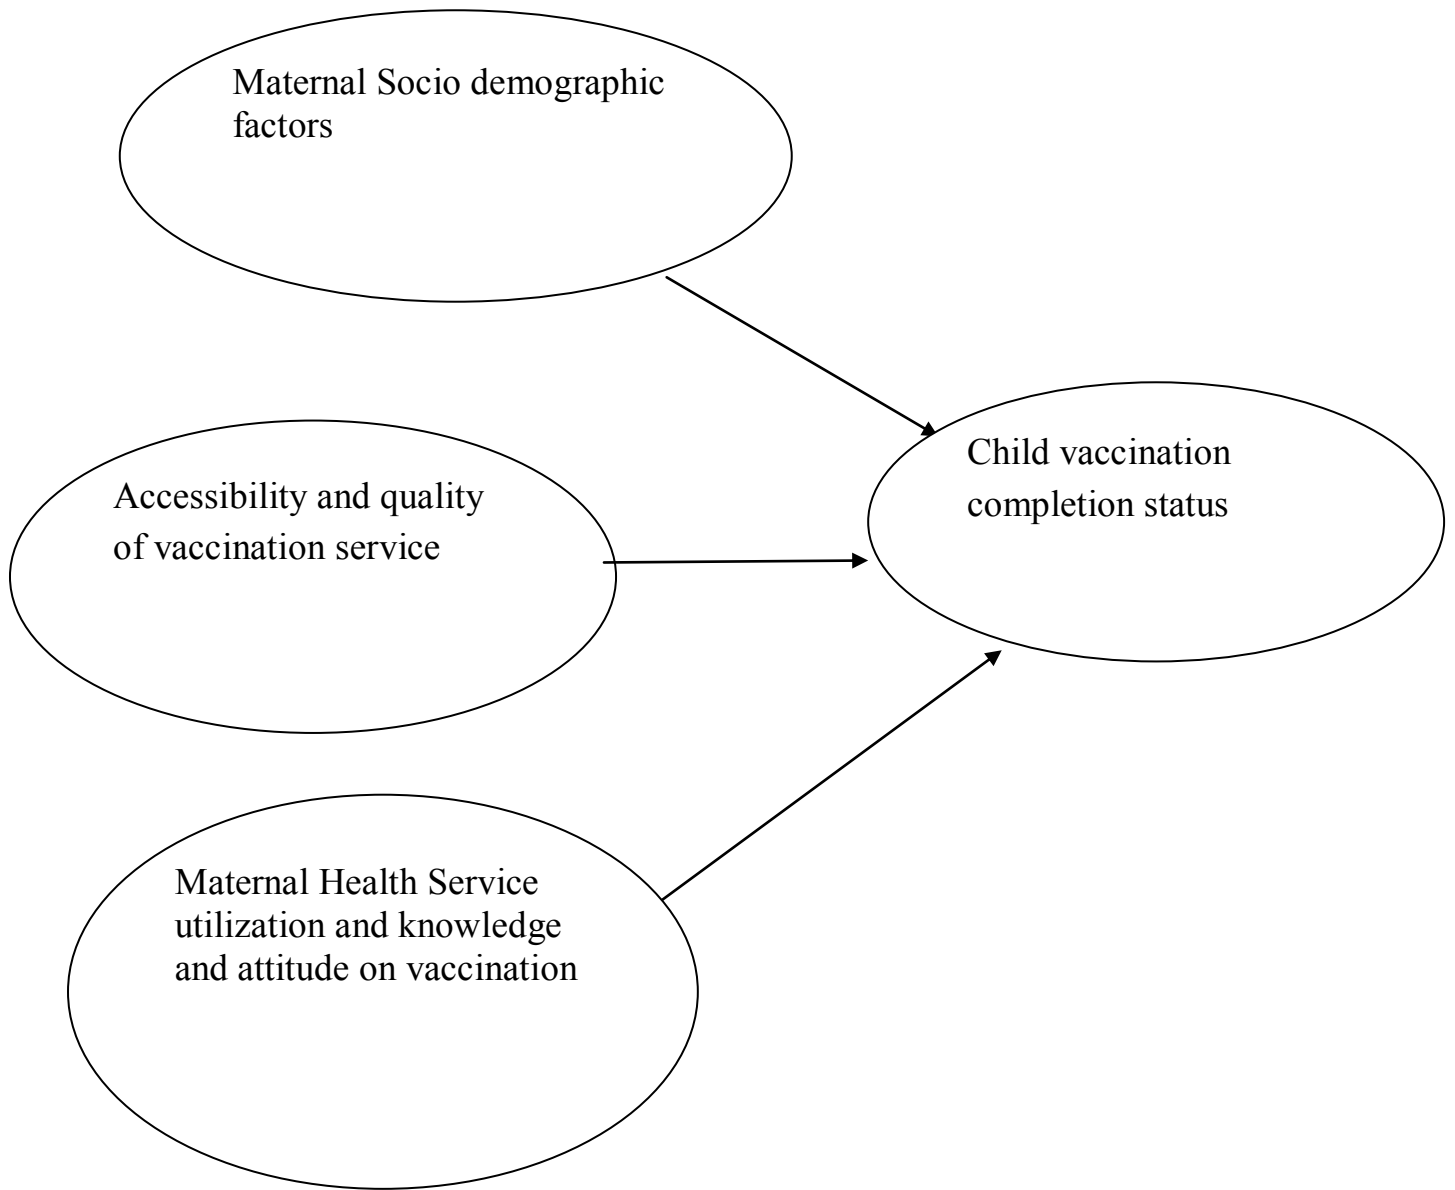 Maternal Socio demographic
factors
Accessibility and quality
of vaccination service
Child vaccination
completion status
Maternal Health Service
utilization and knowledge
and attitude on vaccination